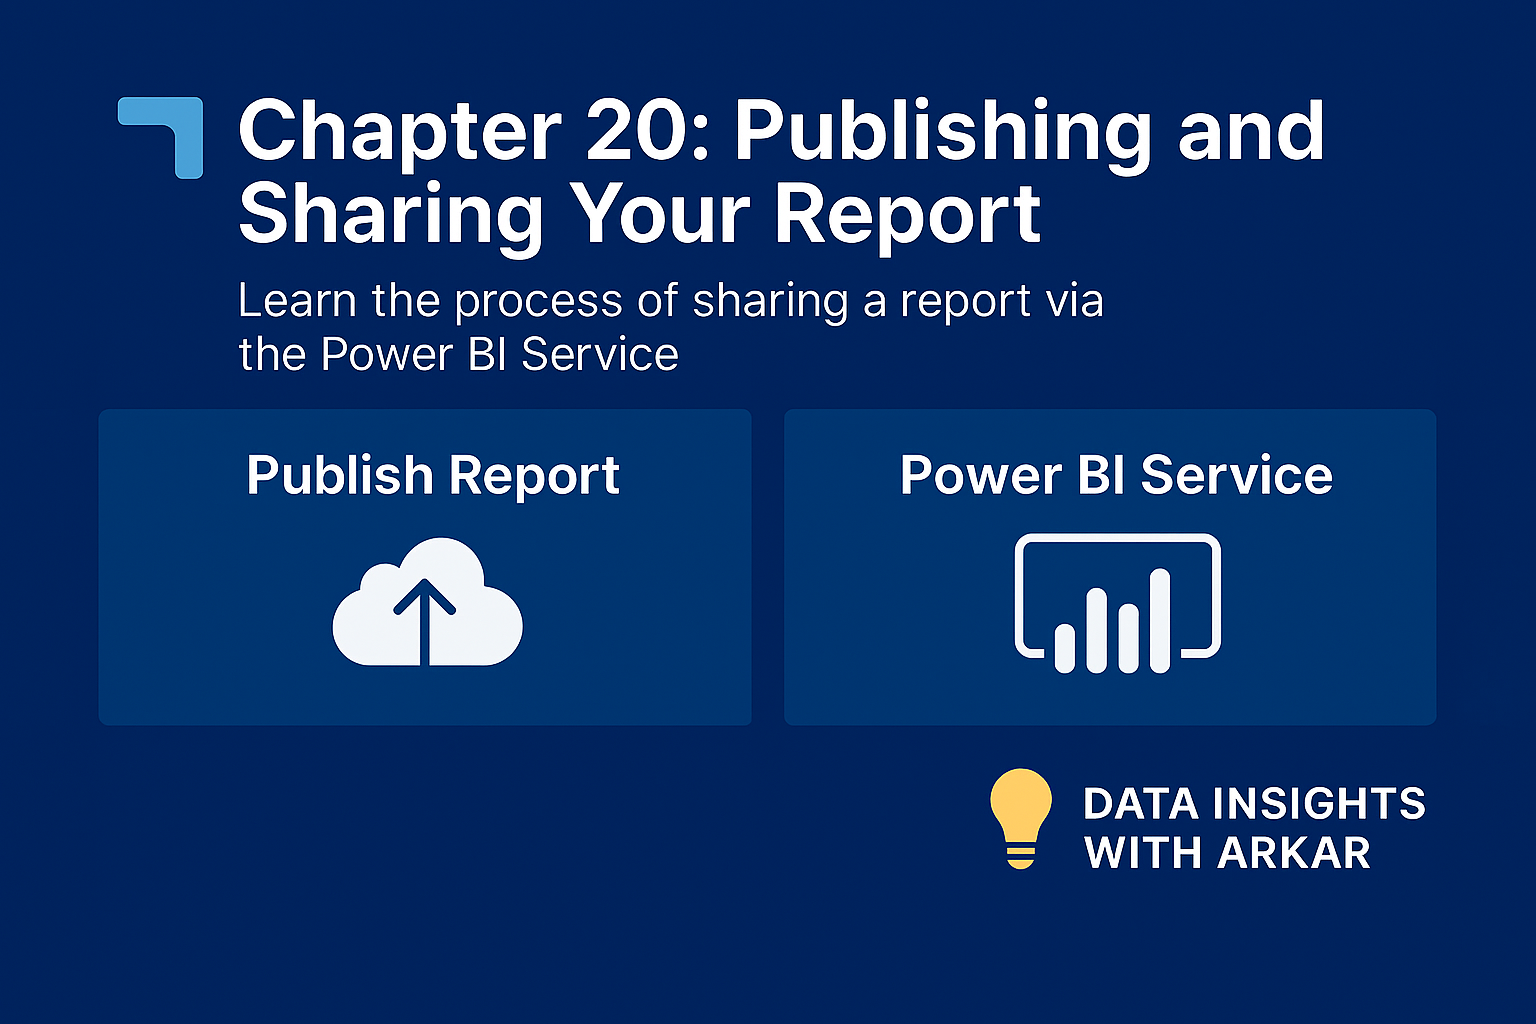 Chapter 20: Publishing and
Sharing Your Report
Learn the process of sharing a report via
the Power BI Service
Publish Report
Power BI Service
DATA INSIGHTS
WITH ARKAR